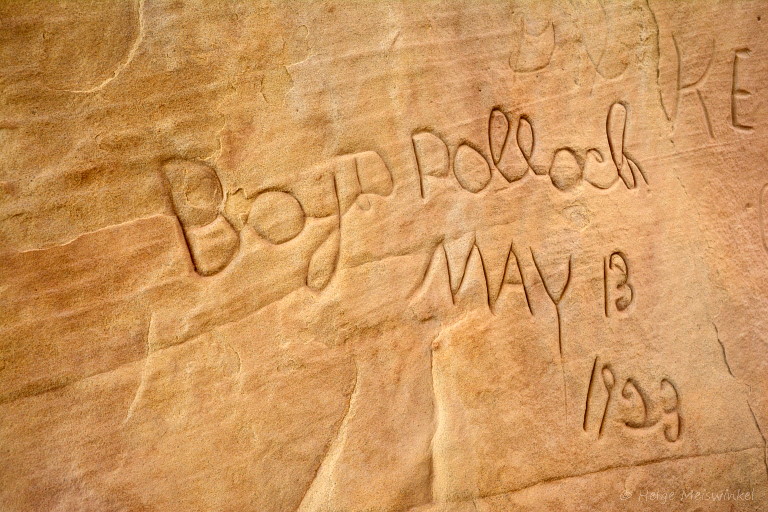 Boyd Pollock
MAY 13
1923
© Helge Meiswinkel